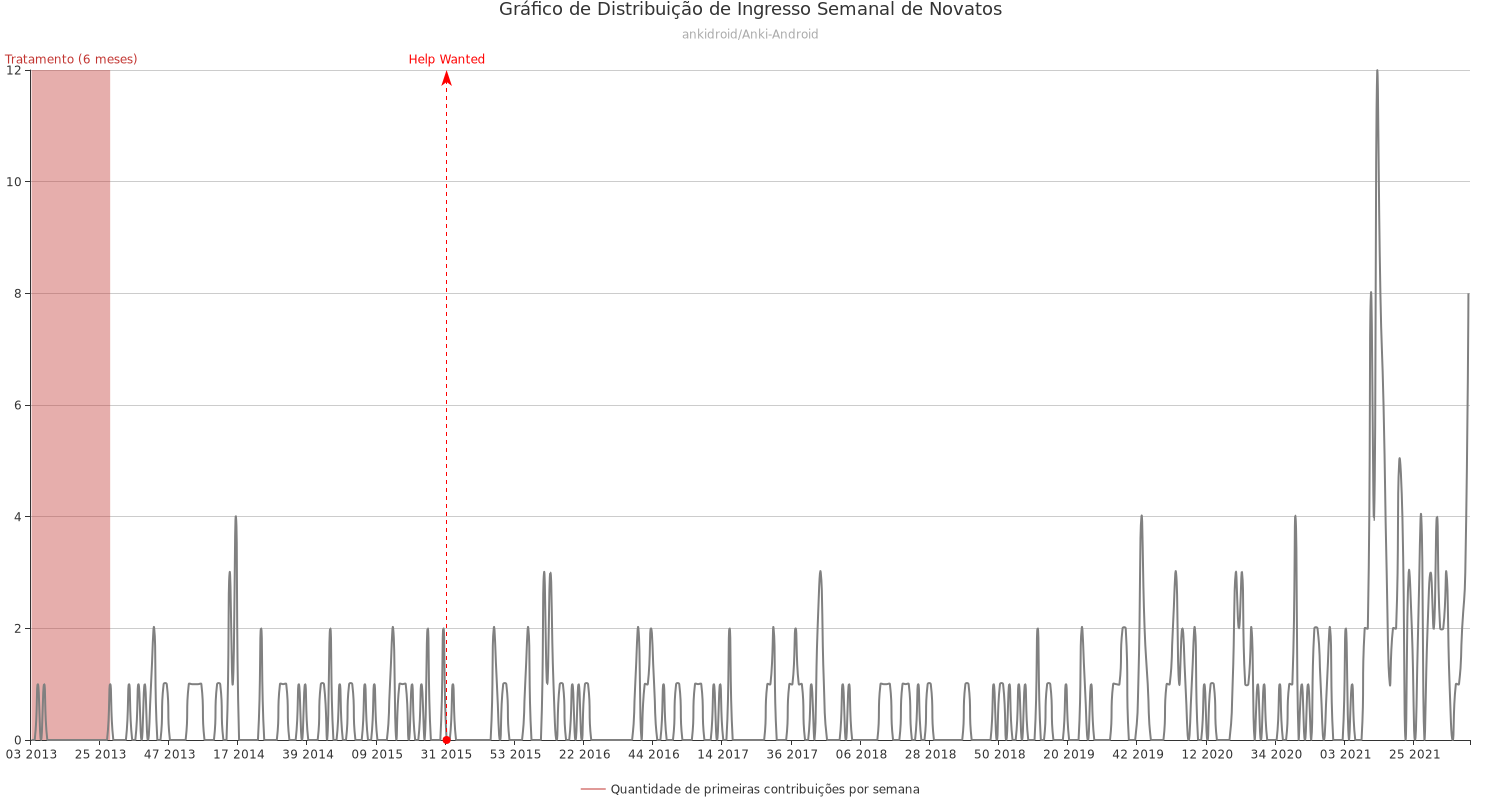 Gráfico de Distribuição de Ingresso Semanal de Novatos
ankidroid/Anki-Android
Tratamento (6 meses)
Help Wanted
12
10
8
6
4
2
0
03 2013 25 2013 47 2013 17 2014 39 2014 09 2015 31 2015 53 2015 22 2016 44 2016 14 2017 36 2017 06 2018 28 2018 50 2018 20 2019 42 2019 12 2020 34 2020 03 2021 25 2021
Quantidade de primeiras contribuições por semana